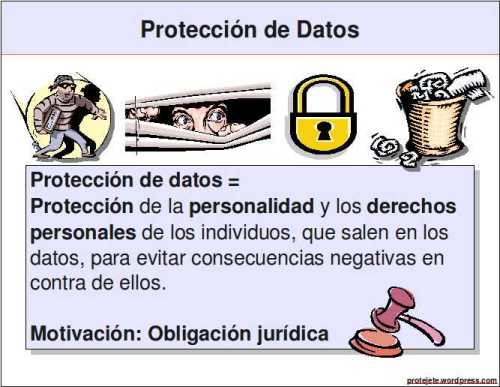 Protección de Datos
Protección de datos =
Protección de la personalidad y los derechos
personales de los individuos, que salen en los
datos, para evitar consecuencias negativas en
contra de ellos.
Motivación: Obligación jurídica
protejete.wordpress.com